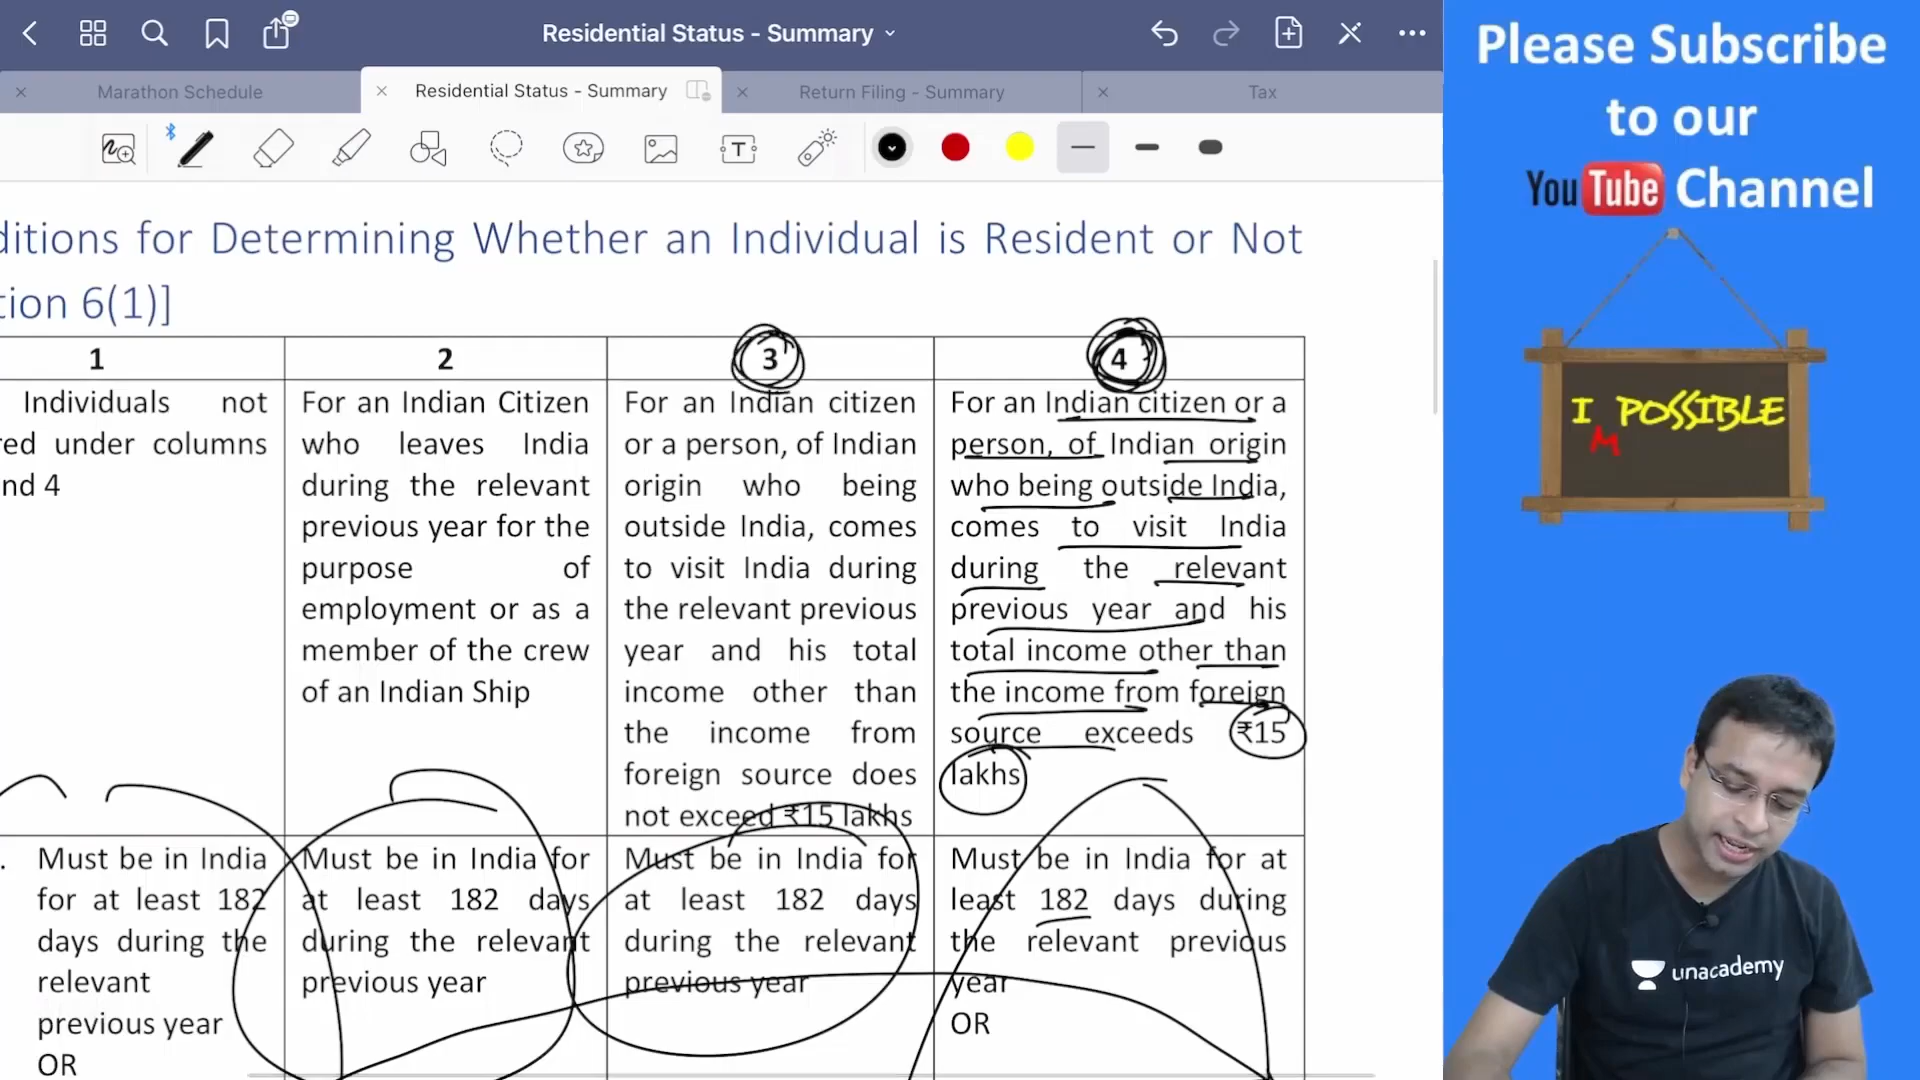 Residential Status - Summary
Marathon Schedule
Residential Status - Summary
Return Filing - Summary
Tax
T
ditions for Determining Whether an Individual is Resident or Not
tion 6(1)]
1
Individuals not
red under columns
nd 4
2
For an Indian Citizen
who leaves India
during the relevant
previous year for the
purpose of
employment or as a
member of the crew
of an Indian Ship
3
For an Indian citizen
or a person, of Indian
origin who being
outside India, comes
to visit India during
the relevant previous
year and his total
income other than
the income from
foreign source does
not exceed ₹15 lakhs
4
For an Indian citizen or a
person, of Indian origin
who being outside India,
comes to visit India
during the relevant
previous year and his
total income other than
the income from foreign
source exceeds ₹15
lakhs
. Must be in India
for at least 182
days during the
relevant
previous year
OR
Must be in India for
at least 182 days
during the relevant
previous year
Must be in India for
at least 182 days
during the relevant
previous year
Must be in India for at
least 182 days during
the relevant previous
year
OR
Please Subscribe
to our
YouTube Channel
I POSSIBLE
M
unacademy